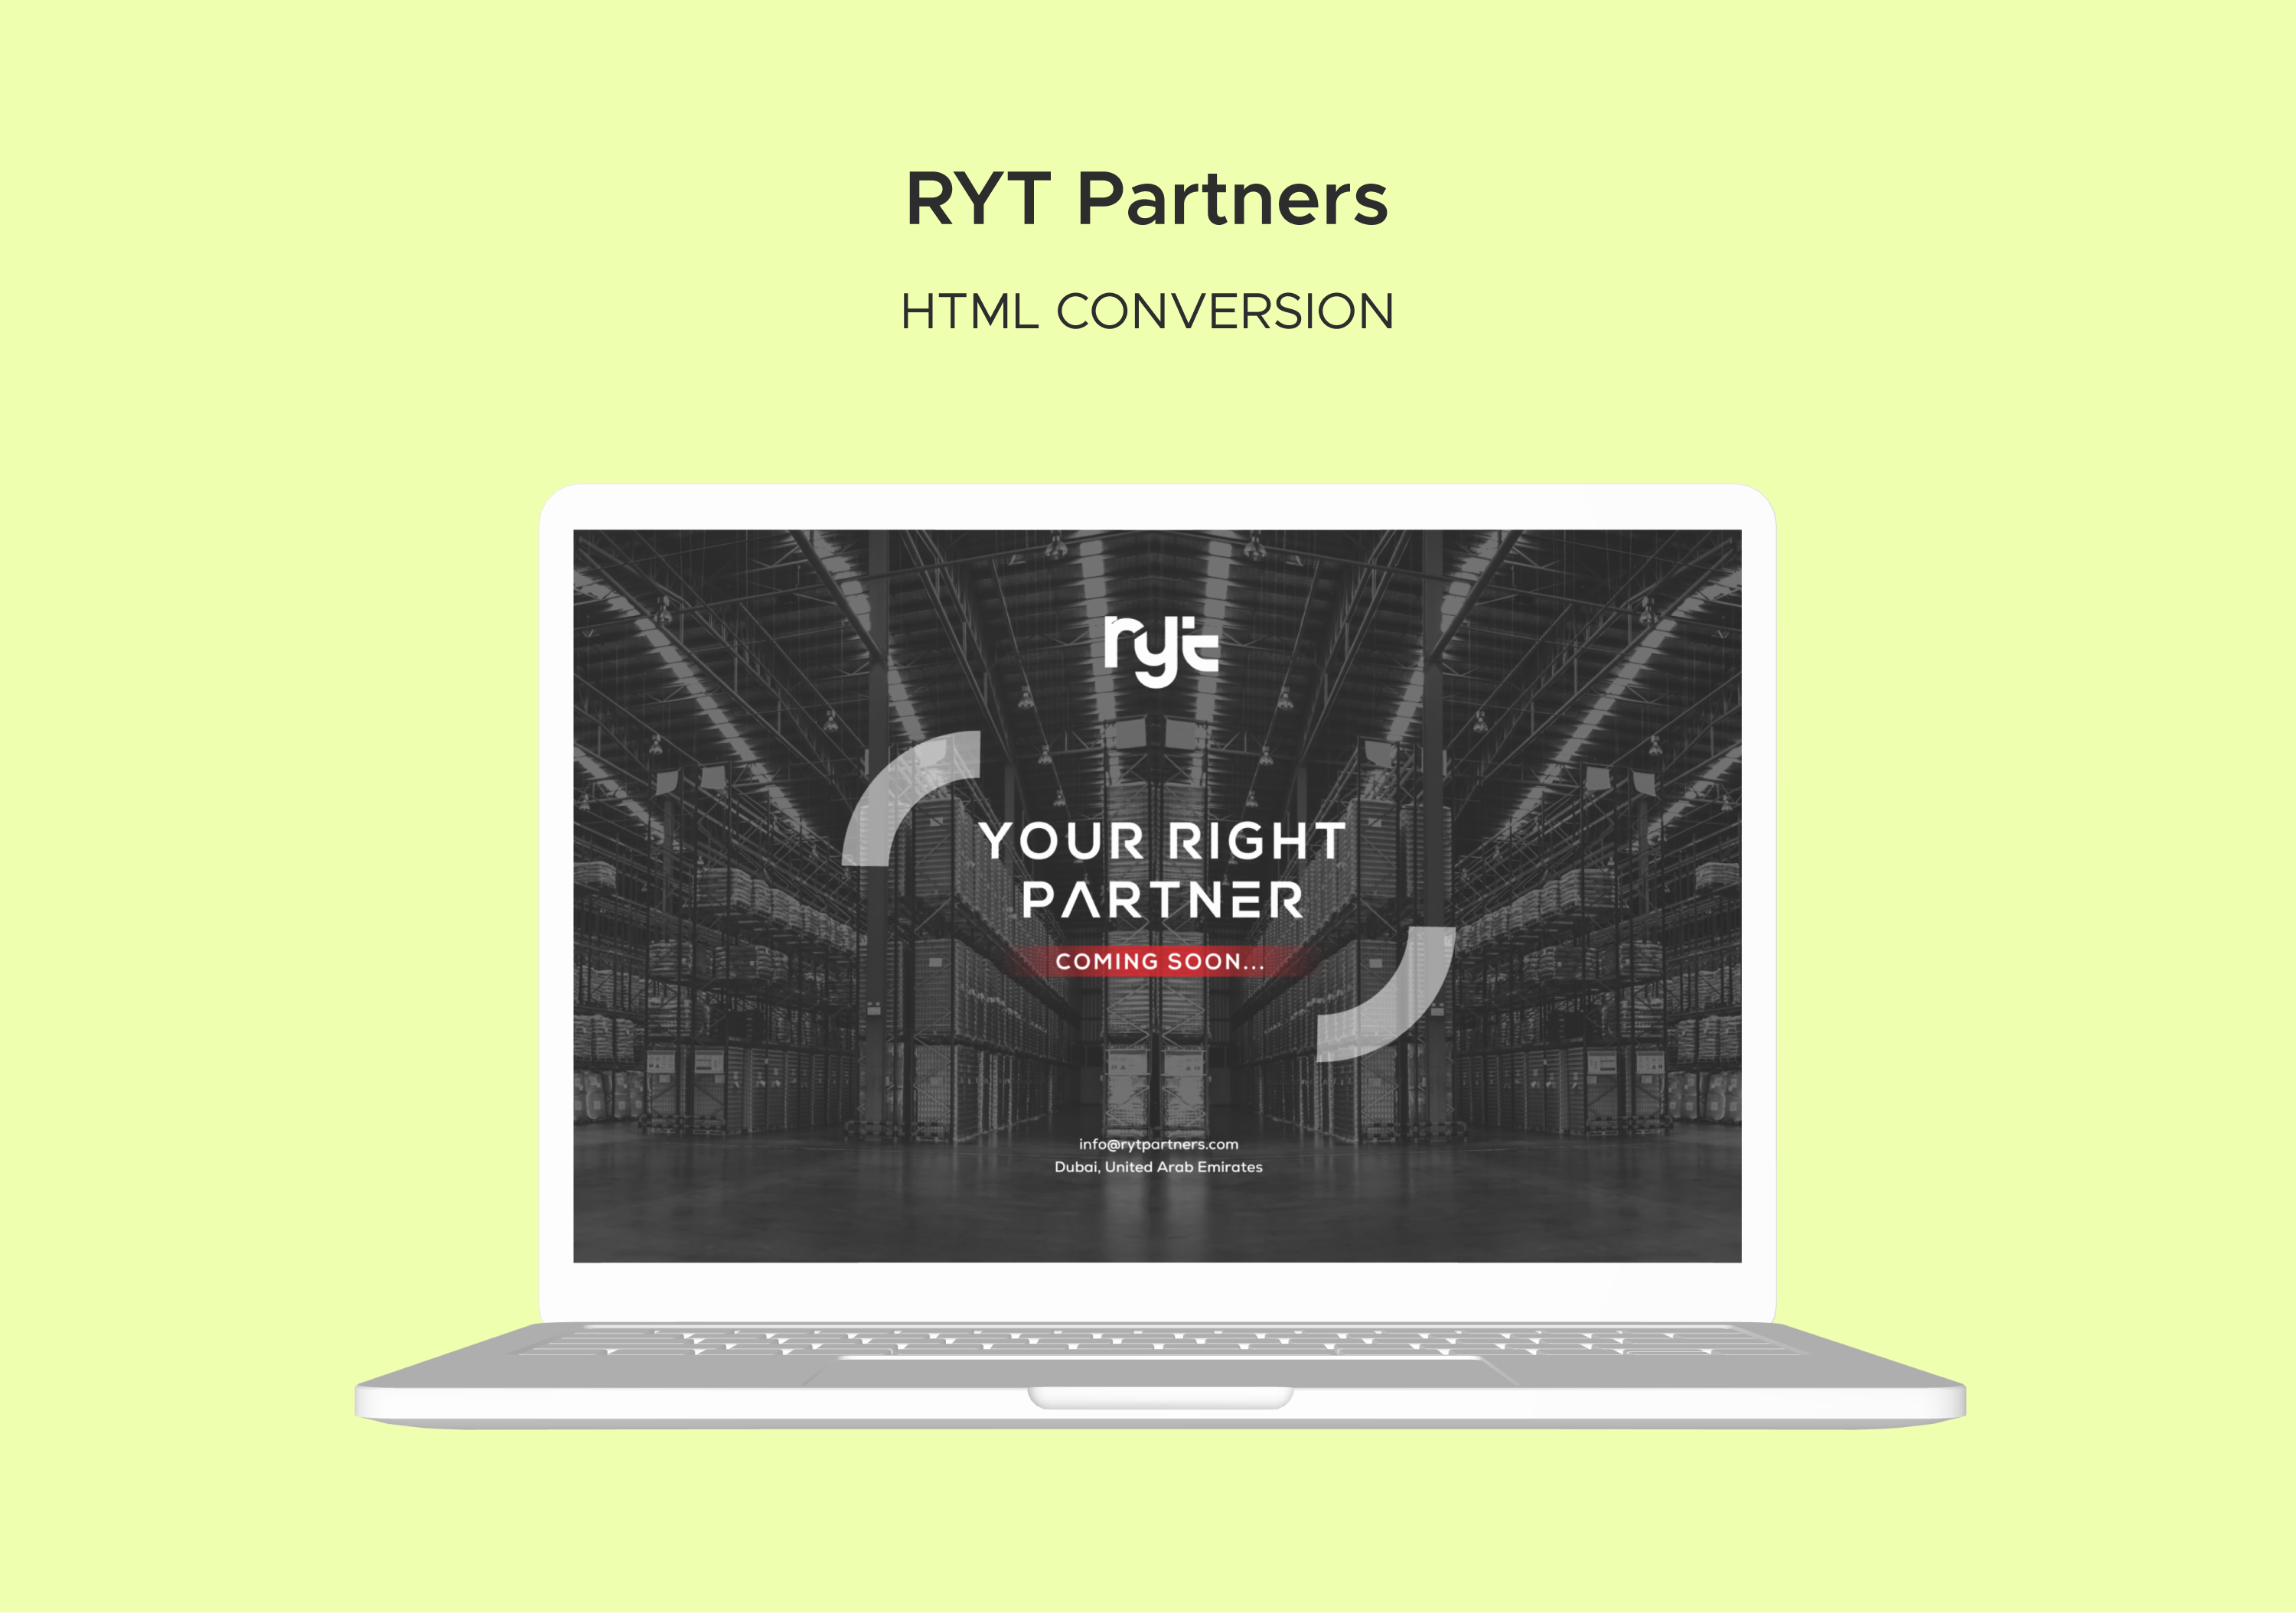 RYT Partners
HTML CONVERSION
ryt
YOUR RIGHT
PARTNER
COMING SOON...
info@rytpartners.com
Dubai, United Arab Emirates